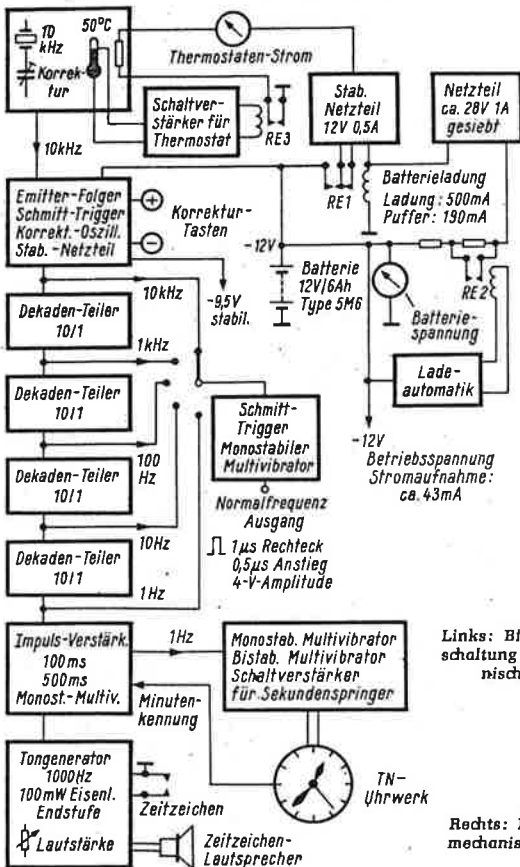 10
kHz
Korrek-
tur
50°C
Thermostaten-Strom
Schaltver-
stärker für
Thermostat
RE3
Stab.
Netzteil
12V 0,5A
Netzteil
ca. 28V 1A
gesiebt
10kHz
RE1
Batterieladung
Ladung: 500mA
Puffer: 190mA
Emitter-Folger
Schmitt-Trigger
Korrekt.-Oszill.
Stab.-Netzteil
+
−
Korrektur-
Tasten
-9,5V
stabil.
-12V
Batterie
12V/6Ah
Type 5M6
Batterie-
spannung
RE2
Lade-
automatik
-12V
Betriebsspannung
Stromaufnahme:
ca. 43mA
10kHz
Dekaden-Teiler
10/1
1kHz
Dekaden-Teiler
10/1
100
Hz
Dekaden-Teiler
10/1
10Hz
Dekaden-Teiler
10/1
1Hz
Schmitt-
Trigger
Monostabiler
Multivibrator
Normalfrequenz
Ausgang
1µs Rechteck
0,5µs Anstieg
4-V-Amplitude
Impuls-Verstärk.
100ms
500ms
Monost.-Multiv.
1Hz
Minuten-
kennung
Monostab. Multivibrator
Bistab. Multivibrator
Schaltverstärker
für Sekundenspringer
TN-
Uhrwerk
Tongenerator
1000Hz
100mW Eisenl.
Endstufe
Lautstärke
Zeitzeichen
Zeitzeichen-
Lautsprecher
Links: Bl
schaltung
nisch
Rechts:
mechanis